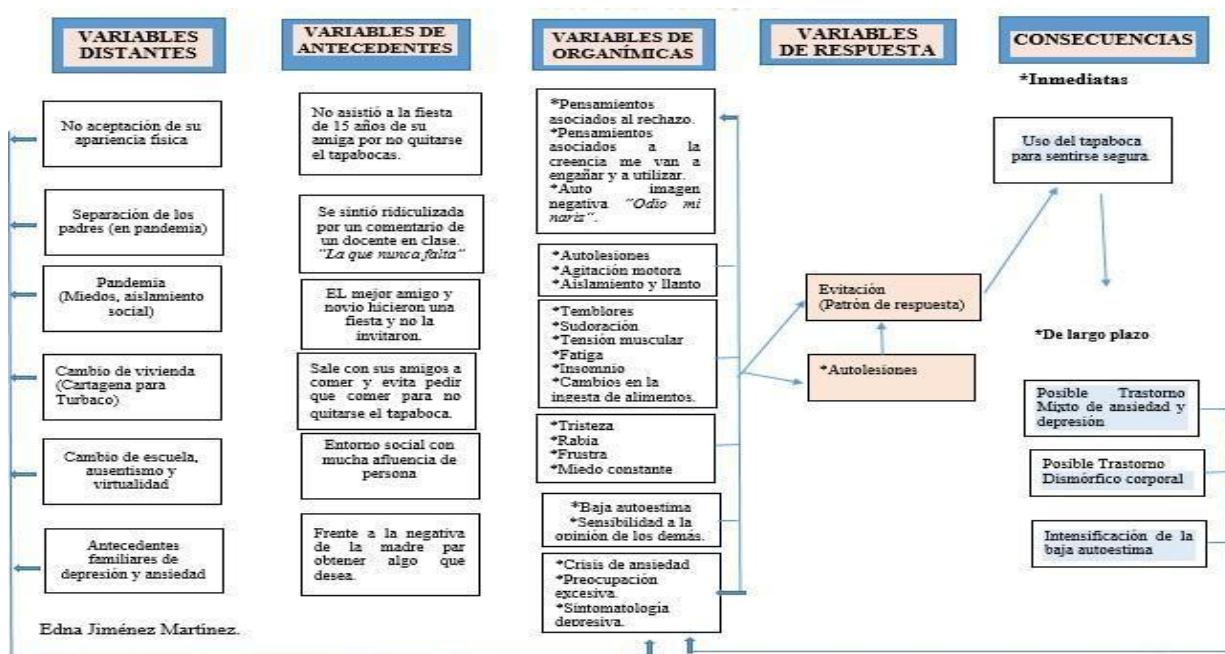 VARIABLES
DISTANTES
VARIABLES DE
ANTECEDENTES
VARIABLES DE
ORGANÍMICAS
VARIABLES
DE RESPUESTA
CONSECUENCIAS
No aceptación de su
apariencia física
Separación de los
padres (en pandemia)
Pandemia
(Miedos, aislamiento
social)
Cambio de vivienda
(Cartagena para
Turbaco)
Cambio de escuela,
ausentismo y
virtualidad
Antecedentes
familiares de
depresión y ansiedad
Edna Jiménez Martínez.
No asistió a la fiesta
de 15 años de su
amiga por no quitarse
el tapabocas.
Se sintió ridiculizada
por un comentario de
un docente en clase.
"La que nunca falta"
EL mejor amigo y
novio hicieron una
fiesta y no la
invitaron.
Sale con sus amigos a
comer y evita pedir
que comer para no
quitarse el tapaboca.
Entorno social con
mucha afluencia de
persona
Frente a la negativa
de la madre par
obtener algo que
desea.
*Pensamientos
asociados al rechazo.
*Pensamientos
asociados a la
creencia me van a
engañar y a utilizar.
*Auto imagen
negativa "Odio mi
nariz".
*Autolesiones
*Agitación motora
*Aislamiento y llanto
*Temblores
*Sudoración
*Tensión muscular
*Fatiga
*Insomnio
*Cambios en la
ingesta de alimentos.
*Tristeza
*Rabia
*Frustra
*Miedo constante
*Baja autoestima
*Sensibilidad a la
opinión de los demás.
*Crisis de ansiedad
*Preocupación
excesiva.
*Sintomatología
depresiva.
Evitación
(Patrón de respuesta)
*Autolesiones
*Inmediatas
Uso del tapaboca
para sentirse segura.
*De largo plazo
Posible Trastorno
Mixto de ansiedad y
depresión
Posible Trastorno
Dismórfico corporal
Intensificación de la
baja autoestima